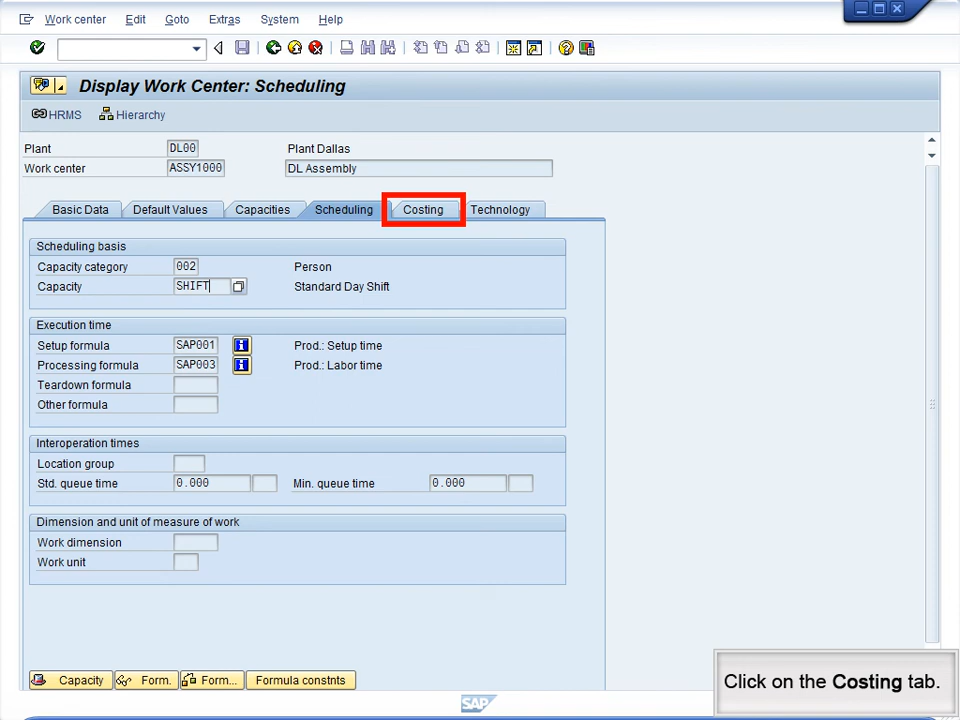 Work center Edit Goto Extras System Help
Display Work Center: Scheduling
HRMS Hierarchy
Plant DL00 Plant Dallas
Work center ASSY1000 DL Assembly
Basic Data Default Values Capacities Scheduling Costing Technology
Scheduling basis
Capacity category 002 Person
Capacity SHIFT Standard Day Shift
Execution time
Setup formula SAP001 Prod.: Setup time
Processing formula SAP003 Prod.: Labor time
Teardown formula
Other formula
Interoperation times
Location group
Std. queue time 0.000 Min. queue time 0.000
Dimension and unit of measure of work
Work dimension
Work unit
Capacity Form. Form... Formula constnts
Click on the Costing tab.
SAP